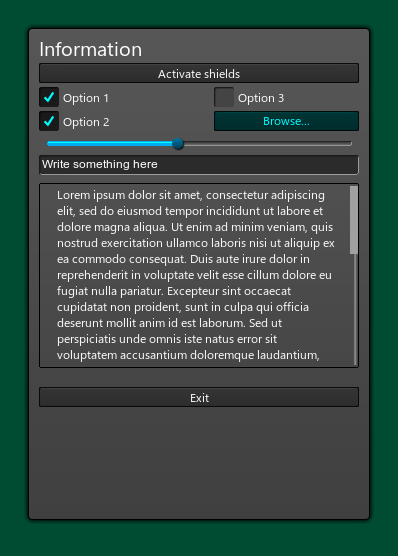 Information
Activate shields
Option 1
Option 3
Option 2
Browse...
Write something here
Lorem ipsum dolor sit amet, consectetur adipiscing
elit, sed do eiusmod tempor incididunt ut labore et
dolore magna aliqua. Ut enim ad minim veniam, quis
nostrud exercitation ullamco laboris nisi ut aliquip ex
ea commodo consequat. Duis aute irure dolor in
reprehenderit in voluptate velit esse cillum dolore eu
fugiat nulla pariatur. Excepteur sint occaecat
cupidatat non proident, sunt in culpa qui officia
deserunt mollit anim id est laborum. Sed ut
perspiciatis unde omnis iste natus error sit
voluptatem accusantium doloremque laudantium,
Exit